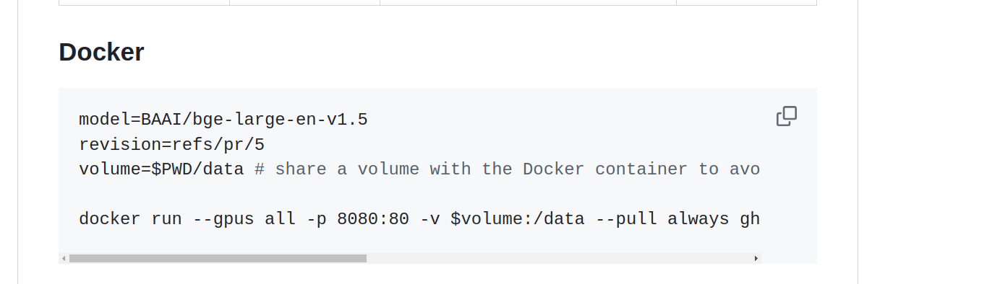 Docker
model=BAAI/bge-large-en-v1.5
revision=refs/pr/5
volume=$PWD/data # share a volume with the Docker container to avo
docker run --gpus all -p 8080:80 -v $volume:/data --pull always gh